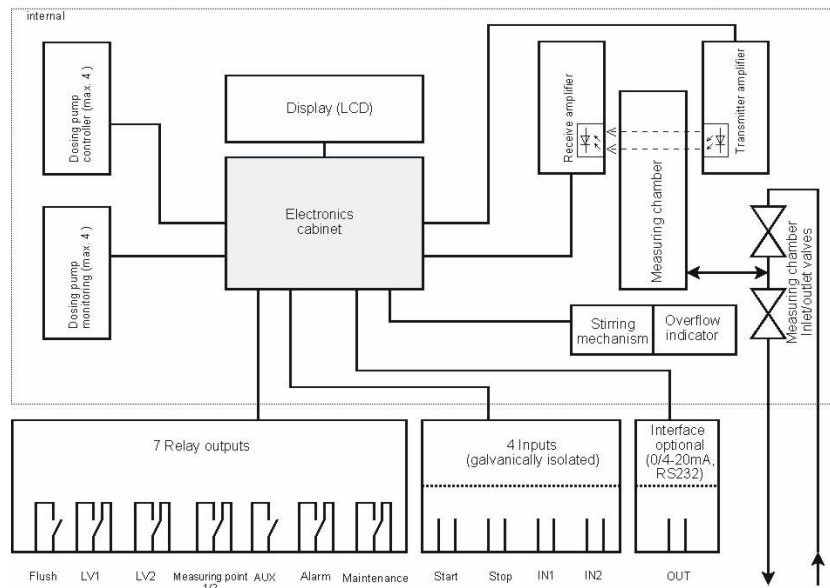 internal
Dosing pump
controller (max. 4 )
Display (LCD)
Receive amplifier
Transmitter amplifier
Measuring chamber
Electronics
cabinet
Dosing pump
monitoring (max. 4 )
Measuring chamber
Inlet/outlet valves
Stirring
mechanism
Overflow
indicator
7 Relay outputs
4 Inputs
(galvanically isolated)
Interface
optional
(0/4-20mA,
RS232)
Flush
LV1
LV2
Measuring point
1/2
AUX
Alarm
Maintenance
Start
Stop
IN1
IN2
OUT